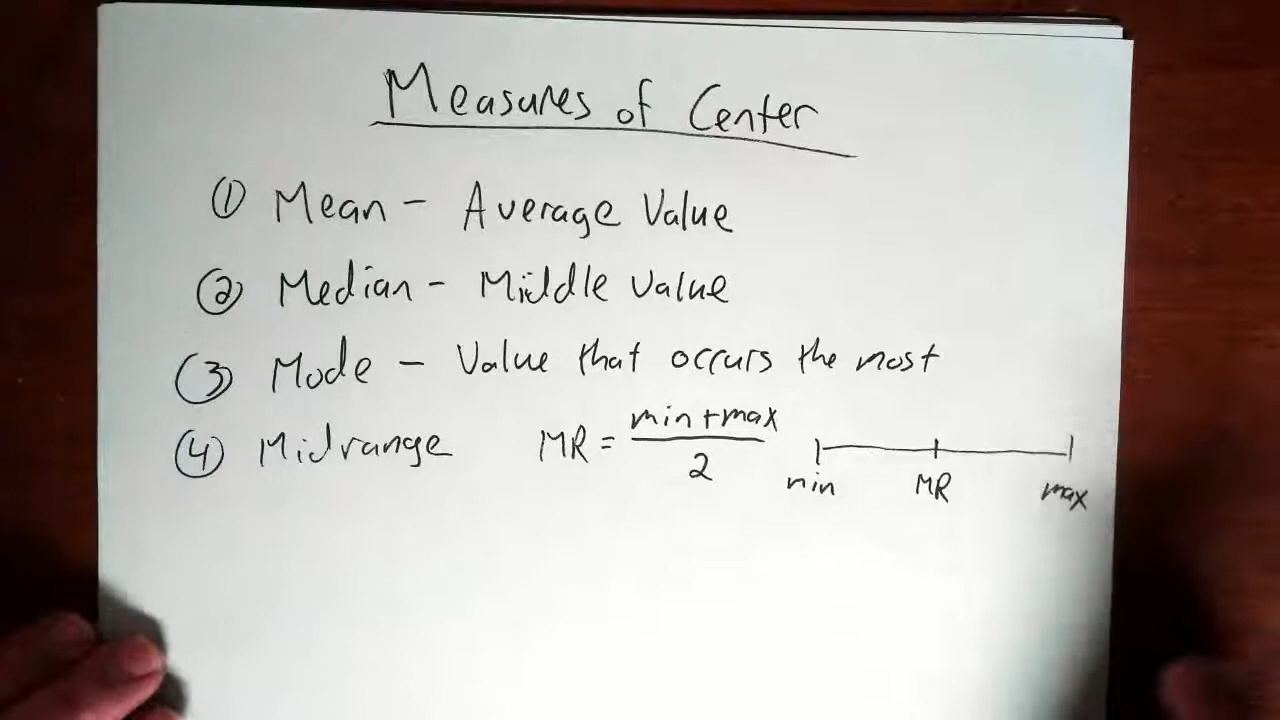 Measures of Center
① Mean - Average Value
② Median - Middle Value
③ Mode - Value that occurs the most
④ Midrange MR = min + max / 2
min MR max